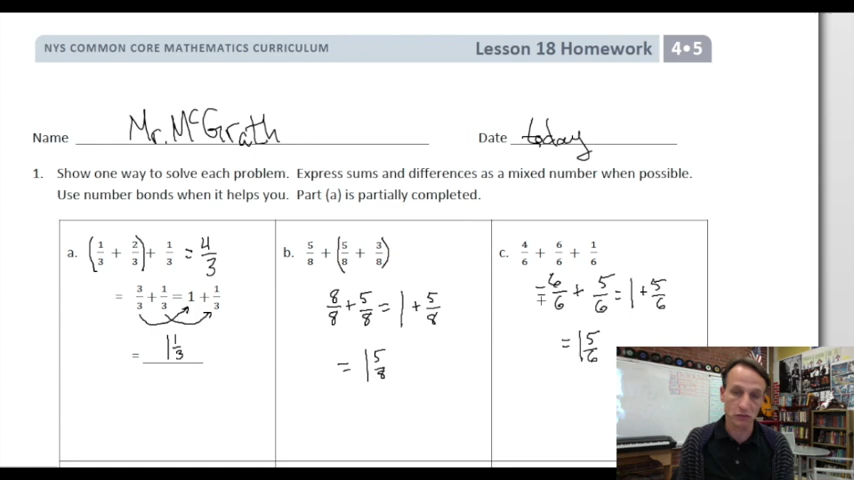 NYS COMMON CORE MATHEMATICS CURRICULUM Lesson 18 Homework 4•5
Name Mr. McGrath Date today
1. Show one way to solve each problem. Express sums and differences as a mixed number when possible.
Use number bonds when it helps you. Part (a) is partially completed.
a. (1/3 + 2/3) + 1/3 = 4/3
= 3/3 + 1/3 = 1 + 1/3
= 1 1/3
b. 5/8 + (5/8 + 3/8)
8/8 + 5/8 = 1 + 5/8
= 1 5/8
c. 4/6 + 6/6 + 1/6
= 6/6 + 5/6 = 1 + 5/6
= 1 5/6